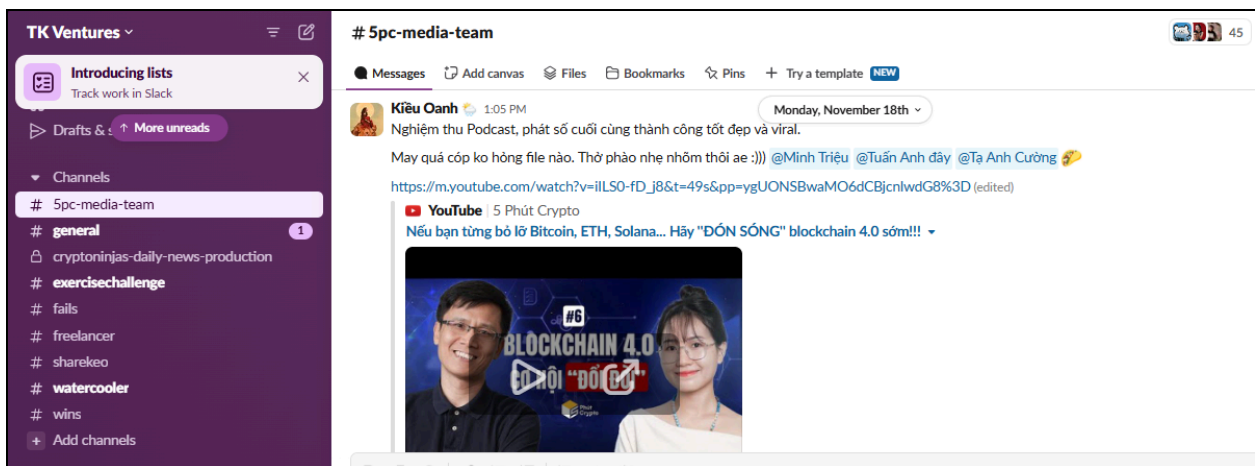 TK Ventures
Introducing lists
Track work in Slack
Drafts & s
↑ More unreads
Channels
# 5pc-media-team
# general 1
cryptoninjas-daily-news-production
# exercisechallenge
# fails
# freelancer
# sharekeo
# watercooler
# wins
+ Add channels
# 5pc-media-team
45
Messages Add canvas Files Bookmarks Pins + Try a template NEW
Kiều Oanh 1:05 PM
Monday, November 18th
Nghiệm thu Podcast, phát số cuối cùng thành công tốt đẹp và viral.
May quá cóp ko hỏng file nào. Thở phào nhẹ nhõm thôi ae :))) @Minh Triệu @Tuấn Anh đây @Tạ Anh Cường
https://m.youtube.com/watch?v=ilLS0-fD_j8&t=49s&pp=ygUONSBwaMO6dCBjcnlwdG8%3D (edited)
YouTube | 5 Phút Crypto
Nếu bạn từng bỏ lỡ Bitcoin, ETH, Solana... Hãy "ĐÓN SÓNG" blockchain 4.0 sớm!!!
#6
BLOCKCHAIN 4.0
CƠ HỘI "ĐỔI ĐỜI"
Phút
Crypto